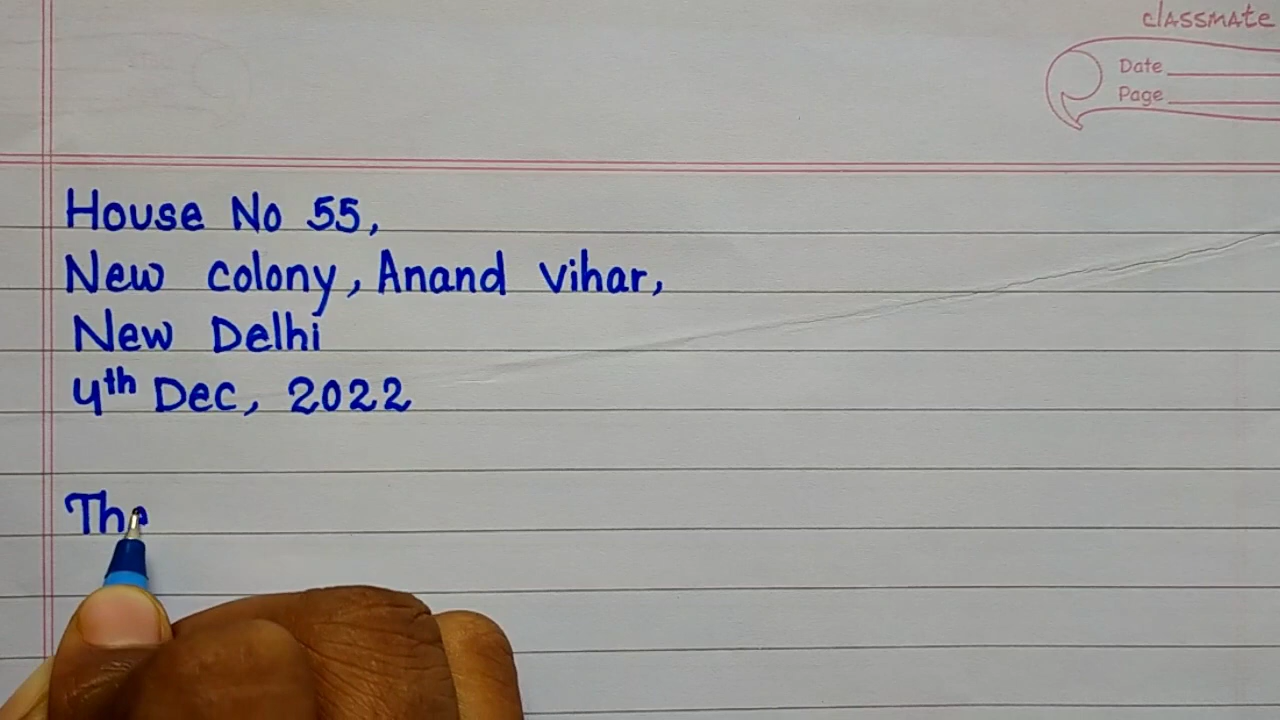 classmate
Date
Page
House No 55,
New colony, Anand Vihar,
New Delhi
4th Dec, 2022
The